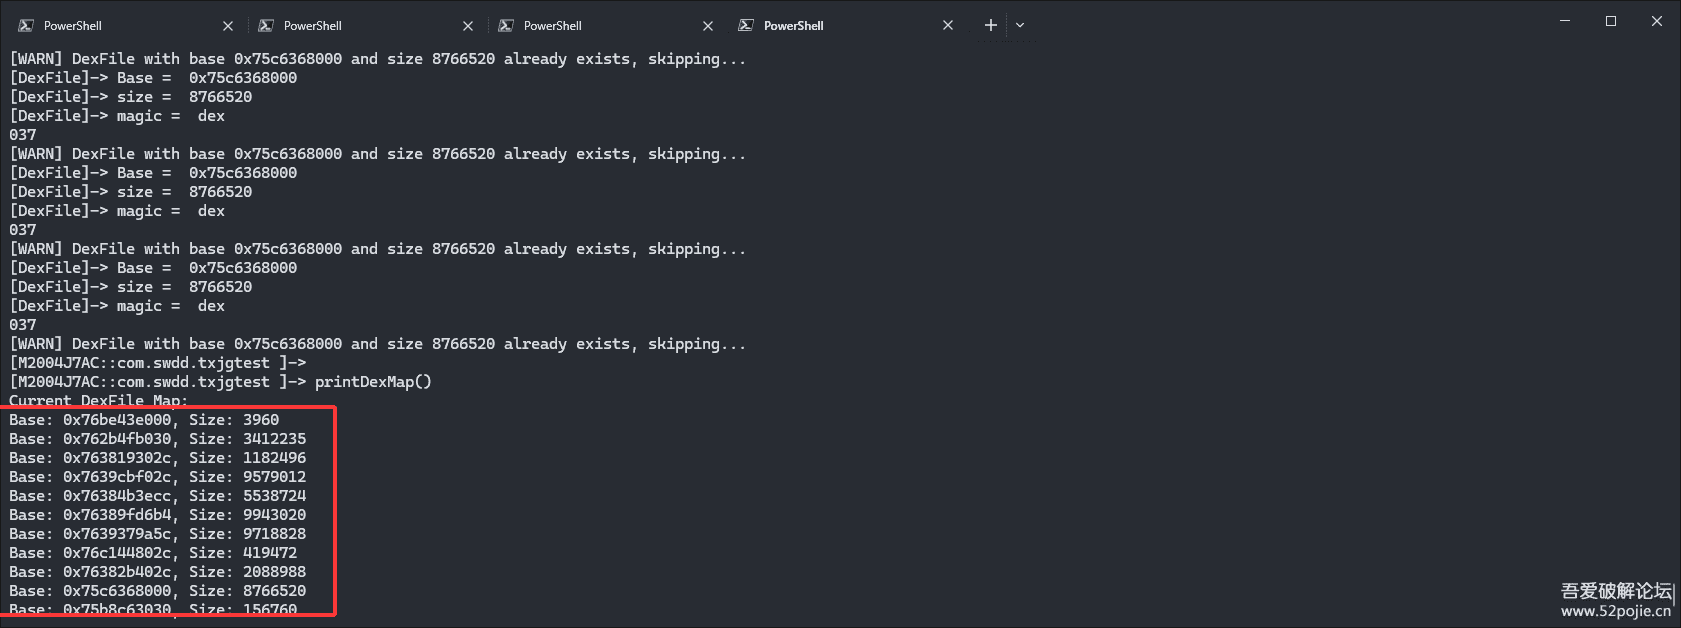 PowerShell PowerShell PowerShell PowerShell
[WARN] DexFile with base 0x75c6368000 and size 8766520 already exists, skipping...
[DexFile]-> Base =  0x75c6368000
[DexFile]-> size =  8766520
[DexFile]-> magic =  dex
037
[WARN] DexFile with base 0x75c6368000 and size 8766520 already exists, skipping...
[DexFile]-> Base =  0x75c6368000
[DexFile]-> size =  8766520
[DexFile]-> magic =  dex
037
[WARN] DexFile with base 0x75c6368000 and size 8766520 already exists, skipping...
[DexFile]-> Base =  0x75c6368000
[DexFile]-> size =  8766520
[DexFile]-> magic =  dex
037
[WARN] DexFile with base 0x75c6368000 and size 8766520 already exists, skipping...
[M2004J7AC::com.swdd.txjgtest ]->
[M2004J7AC::com.swdd.txjgtest ]-> printDexMap()
Current DexFile Map:
Base: 0x76be43e000, Size: 3960
Base: 0x762b4fb030, Size: 3412235
Base: 0x763819302c, Size: 1182496
Base: 0x7639cbf02c, Size: 9579012
Base: 0x76384b3ecc, Size: 5538724
Base: 0x76389fd6b4, Size: 9943020
Base: 0x7639379a5c, Size: 9718828
Base: 0x76c144802c, Size: 419472
Base: 0x76382b402c, Size: 2088988
Base: 0x75c6368000, Size: 8766520
Base: 0x75b8c63030, Size: 156760
吾爱破解论坛
www.52pojie.cn